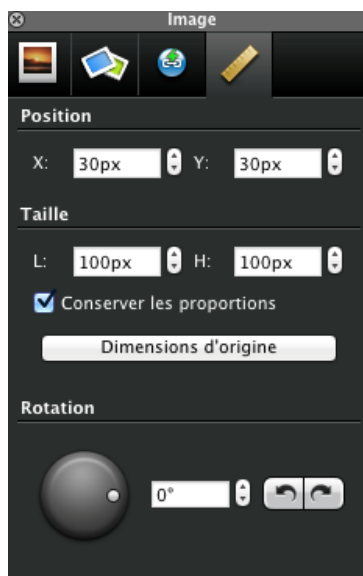 Image
Position
X: 30px Y: 30px
Taille
L: 100px H: 100px
Conserver les proportions
Dimensions d'origine
Rotation
0°